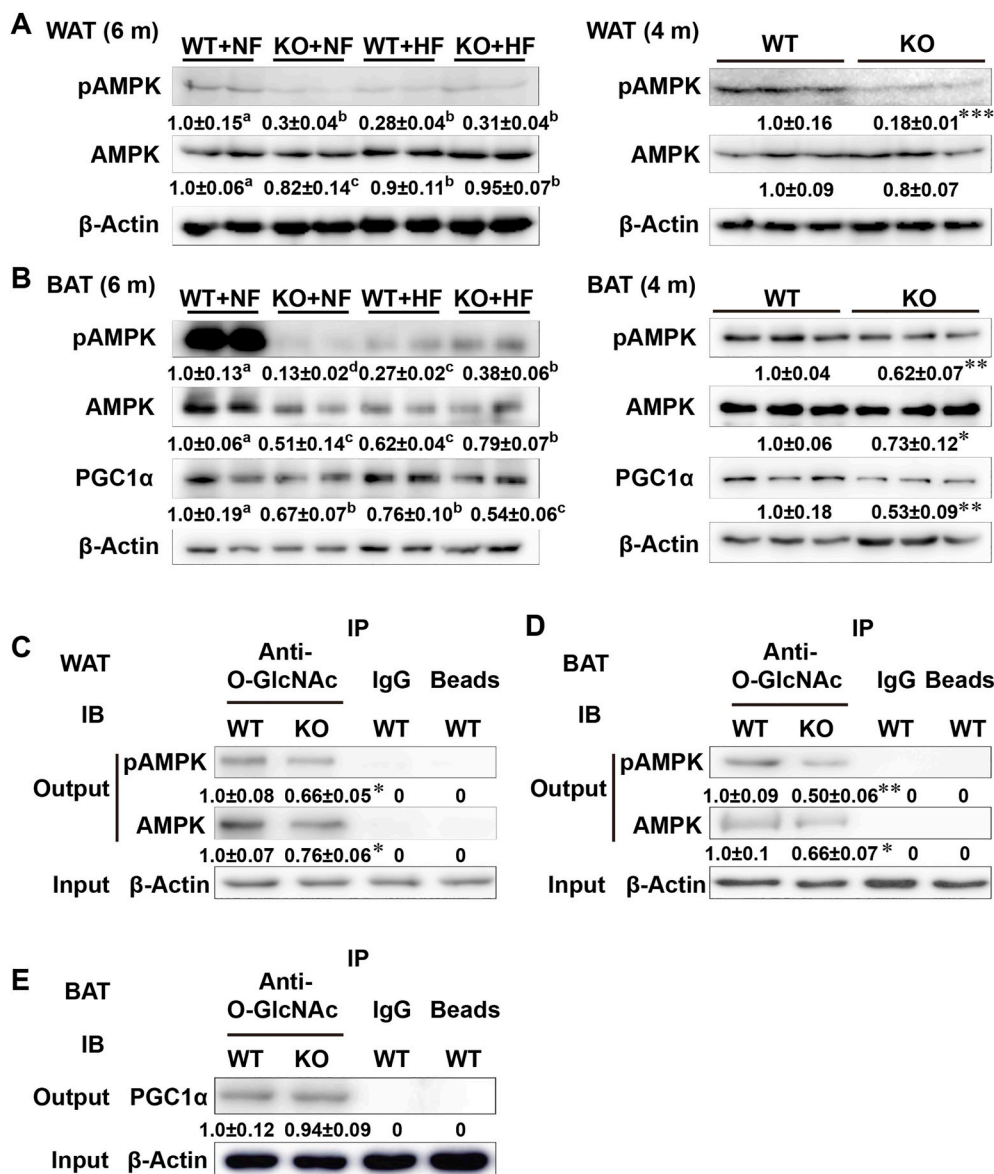 A WAT (6 m) WT+NF KO+NF WT+HF KO+HF WAT (4 m) WT KO
pAMPK pAMPK
1.0±0.15a 0.3±0.04b 0.28±0.04b 0.31±0.04b 1.0±0.16 0.18±0.01***
AMPK AMPK
1.0±0.06a 0.82±0.14c 0.9±0.11b 0.95±0.07b 1.0±0.09 0.8±0.07
β-Actin β-Actin
B BAT (6 m) WT+NF KO+NF WT+HF KO+HF BAT (4 m) WT KO
pAMPK pAMPK
1.0±0.13a 0.13±0.02d 0.27±0.02c 0.38±0.06b 1.0±0.04 0.62±0.07**
AMPK AMPK
1.0±0.06a 0.51±0.14c 0.62±0.04c 0.79±0.07b 1.0±0.06 0.73±0.12*
PGC1α PGC1α
1.0±0.19a 0.67±0.07b 0.76±0.10b 0.54±0.06c 1.0±0.18 0.53±0.09**
β-Actin β-Actin
C IP
WAT Anti-
O-GlcNAc IgG Beads
IB WT KO WT WT
Output pAMPK
1.0±0.08 0.66±0.05* 0 0
AMPK
1.0±0.07 0.76±0.06* 0 0
Input β-Actin
D IP
BAT Anti-
O-GlcNAc IgG Beads
IB WT KO WT WT
Output pAMPK
1.0±0.09 0.50±0.06** 0 0
AMPK
1.0±0.1 0.66±0.07 * 0 0
Input β-Actin
E IP
BAT Anti-
O-GlcNAc IgG Beads
IB WT KO WT WT
Output PGC1α
1.0±0.12 0.94±0.09 0 0
Input β-Actin